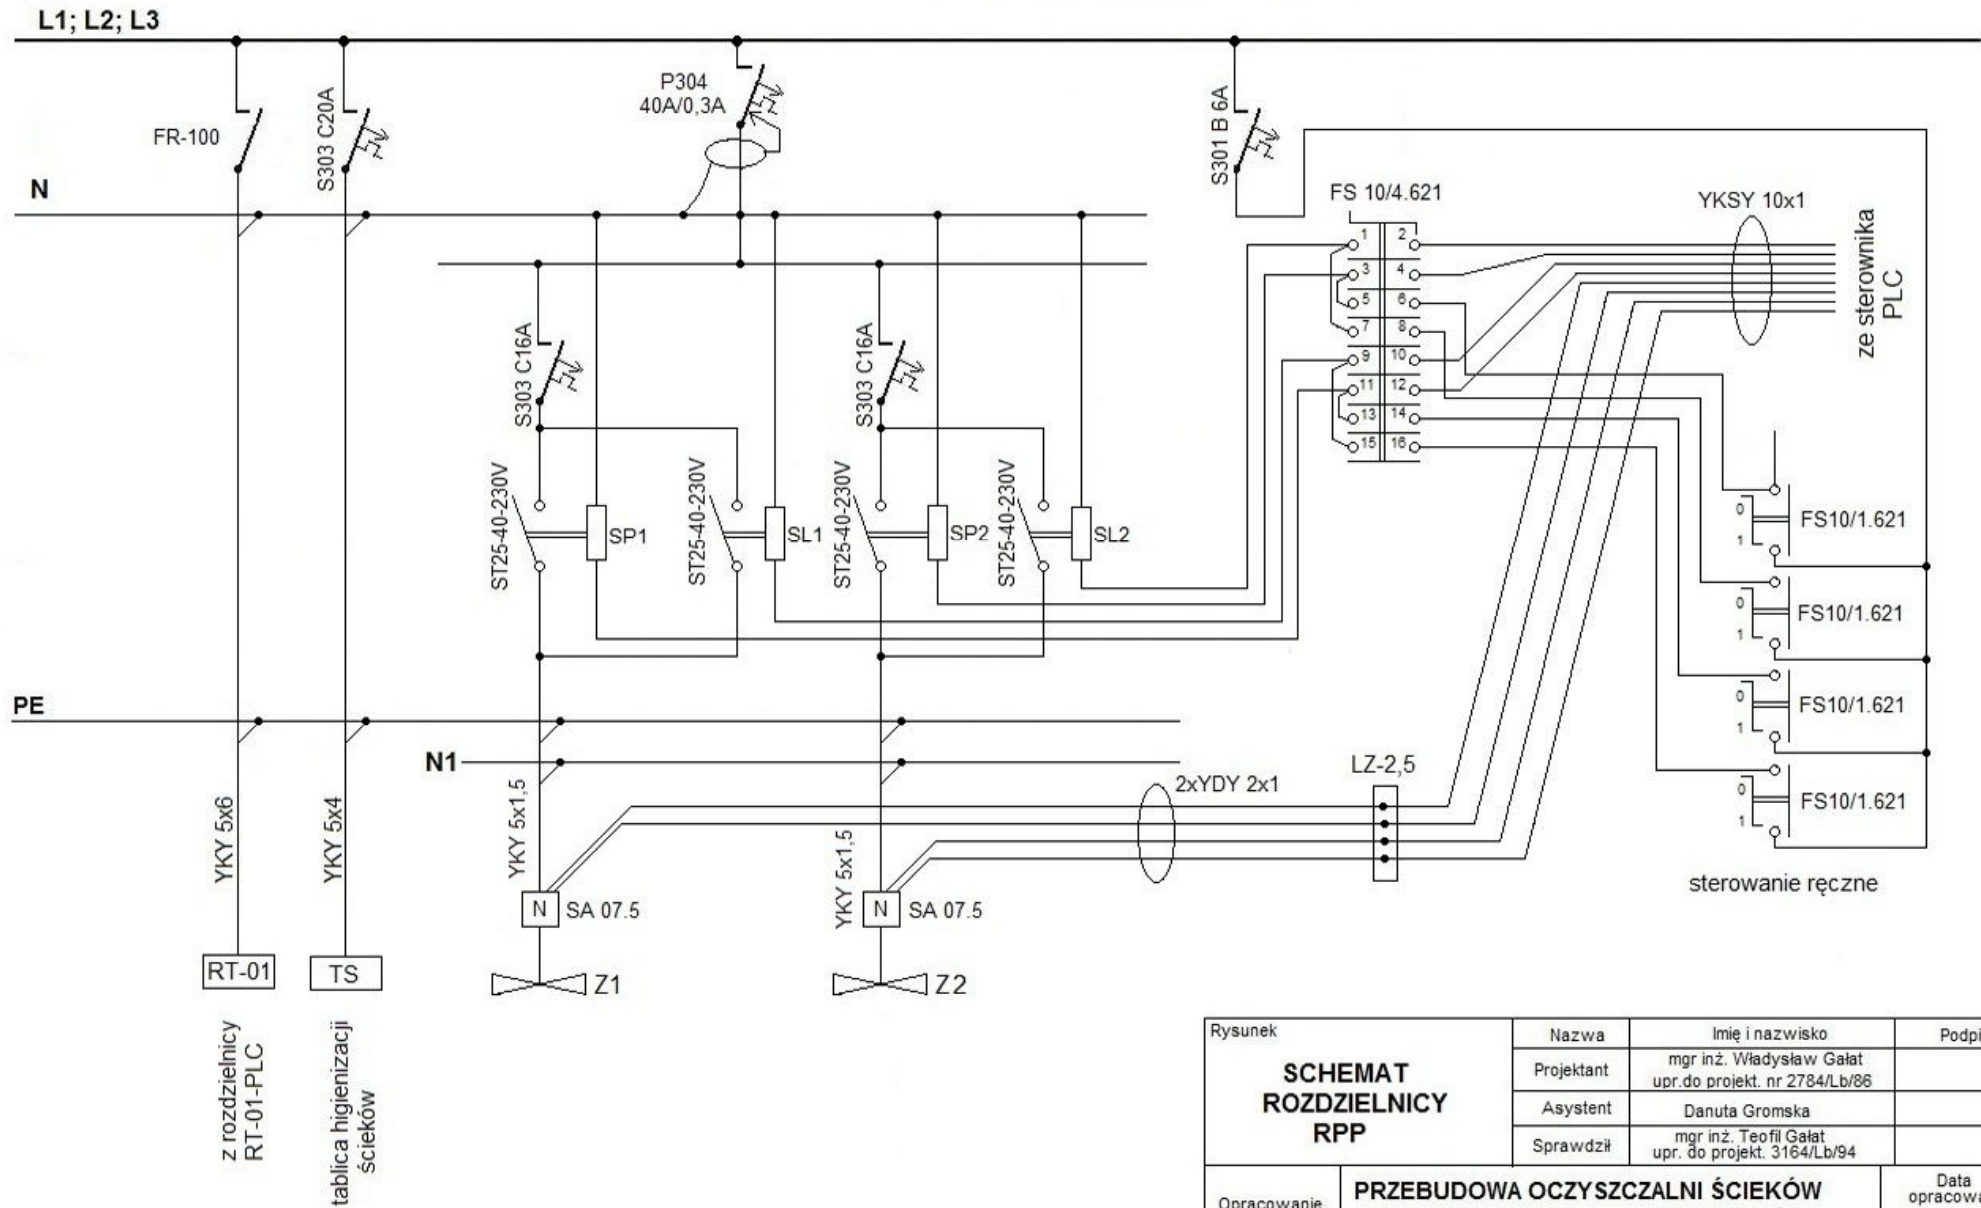 L1; L2; L3
FR-100
S303 C20A
P304
40A/0,3A
S301 B 6A
N
FS 10/4.621
YKSY 10x1
ze sterownika
PLC
1 2
3 4
5 6
7 8
9 10
11 12
13 14
15 16
S303 C16A
S303 C16A
ST25-40-230V
SP1
ST25-40-230V
SL1
ST25-40-230V
SP2
ST25-40-230V
SL2
0
1
FS10/1.621
0
1
FS10/1.621
0
1
FS10/1.621
0
1
FS10/1.621
sterowanie ręczne
PE
N1
YKY 5x6
YKY 5x4
YKY 5x1,5
YKY 5x1,5
2xYDY 2x1
LZ-2,5
N
SA 07.5
N
SA 07.5
RT-01
TS
Z1
Z2
z rozdzielnicy
RT-01-PLC
tablica higienizacji
ścieków
Rysunek
SCHEMAT
ROZDZIELNICY
RPP
Nazwa
Imię i nazwisko
Podpi
Projektant
mgr inż. Władysław Gałat
upr.do projekt. nr 2784/Lb/86
Asystent
Danuta Gromska
Sprawdził
mgr inż. Teofil Gałat
upr. do projekt. 3164/Lb/94
Opracowanie
PRZEBUDOWA OCZYSZCZALNI ŚCIEKÓW
Data
opracowa